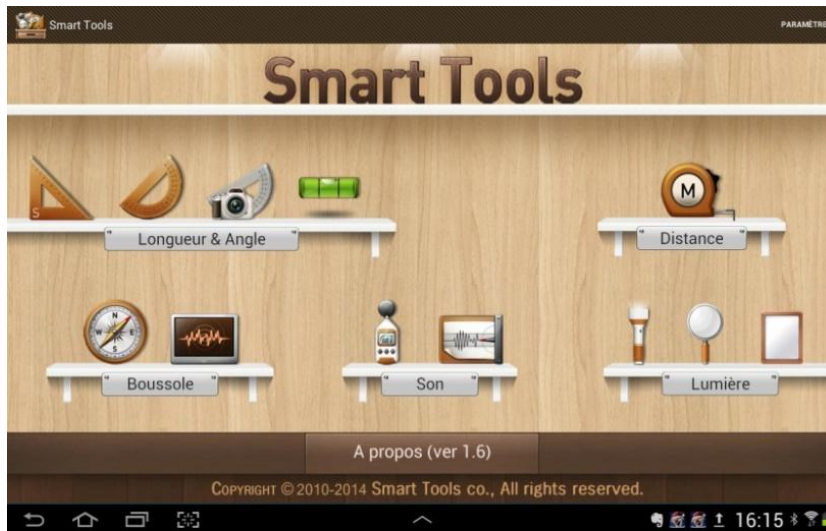 Smart Tools
PARAMÈTRE
Smart Tools
S
M
Longueur & Angle
Distance
N
W E
S
Boussole
Son
Lumière
A propos (ver 1.6)
COPYRIGHT © 2010-2014 Smart Tools co., All rights reserved.
16:15